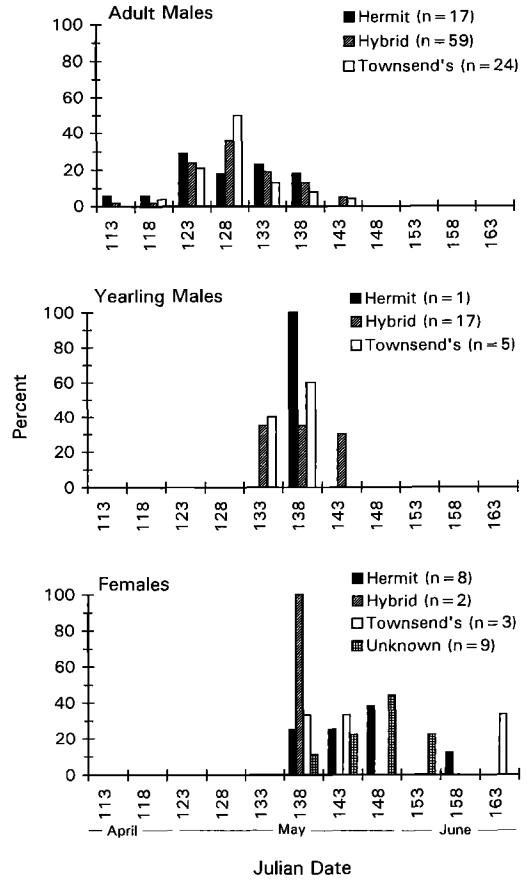 Adult Males
Hermit (n=17)
Hybrid (n=59)
Townsend's (n=24)
100
80
60
40
20
0
113 118 123 128 133 138 143 148 153 158 163
Yearling Males
Hermit (n=1)
Hybrid (n=17)
Townsend's (n=5)
100
80
60
40
20
0
Percent
113 118 123 128 133 138 143 148 153 158 163
Females
Hermit (n=8)
Hybrid (n=2)
Townsend's (n=3)
Unknown (n=9)
100
80
60
40
20
0
113 118 123 128 133 138 143 148 153 158 163
April May June
Julian Date